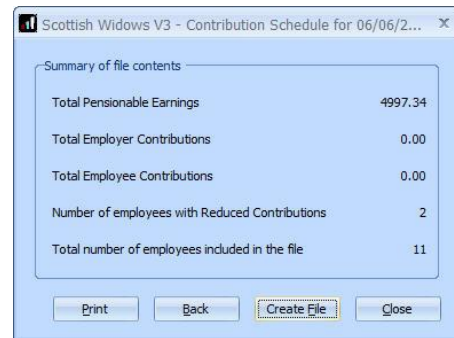 Scottish Widows V3 - Contribution Schedule for 06/06/2... X
Summary of file contents
Total Pensionable Earnings 4997.34
Total Employer Contributions 0.00
Total Employee Contributions 0.00
Number of employees with Reduced Contributions 2
Total number of employees included in the file 11
Print Back Create File Close